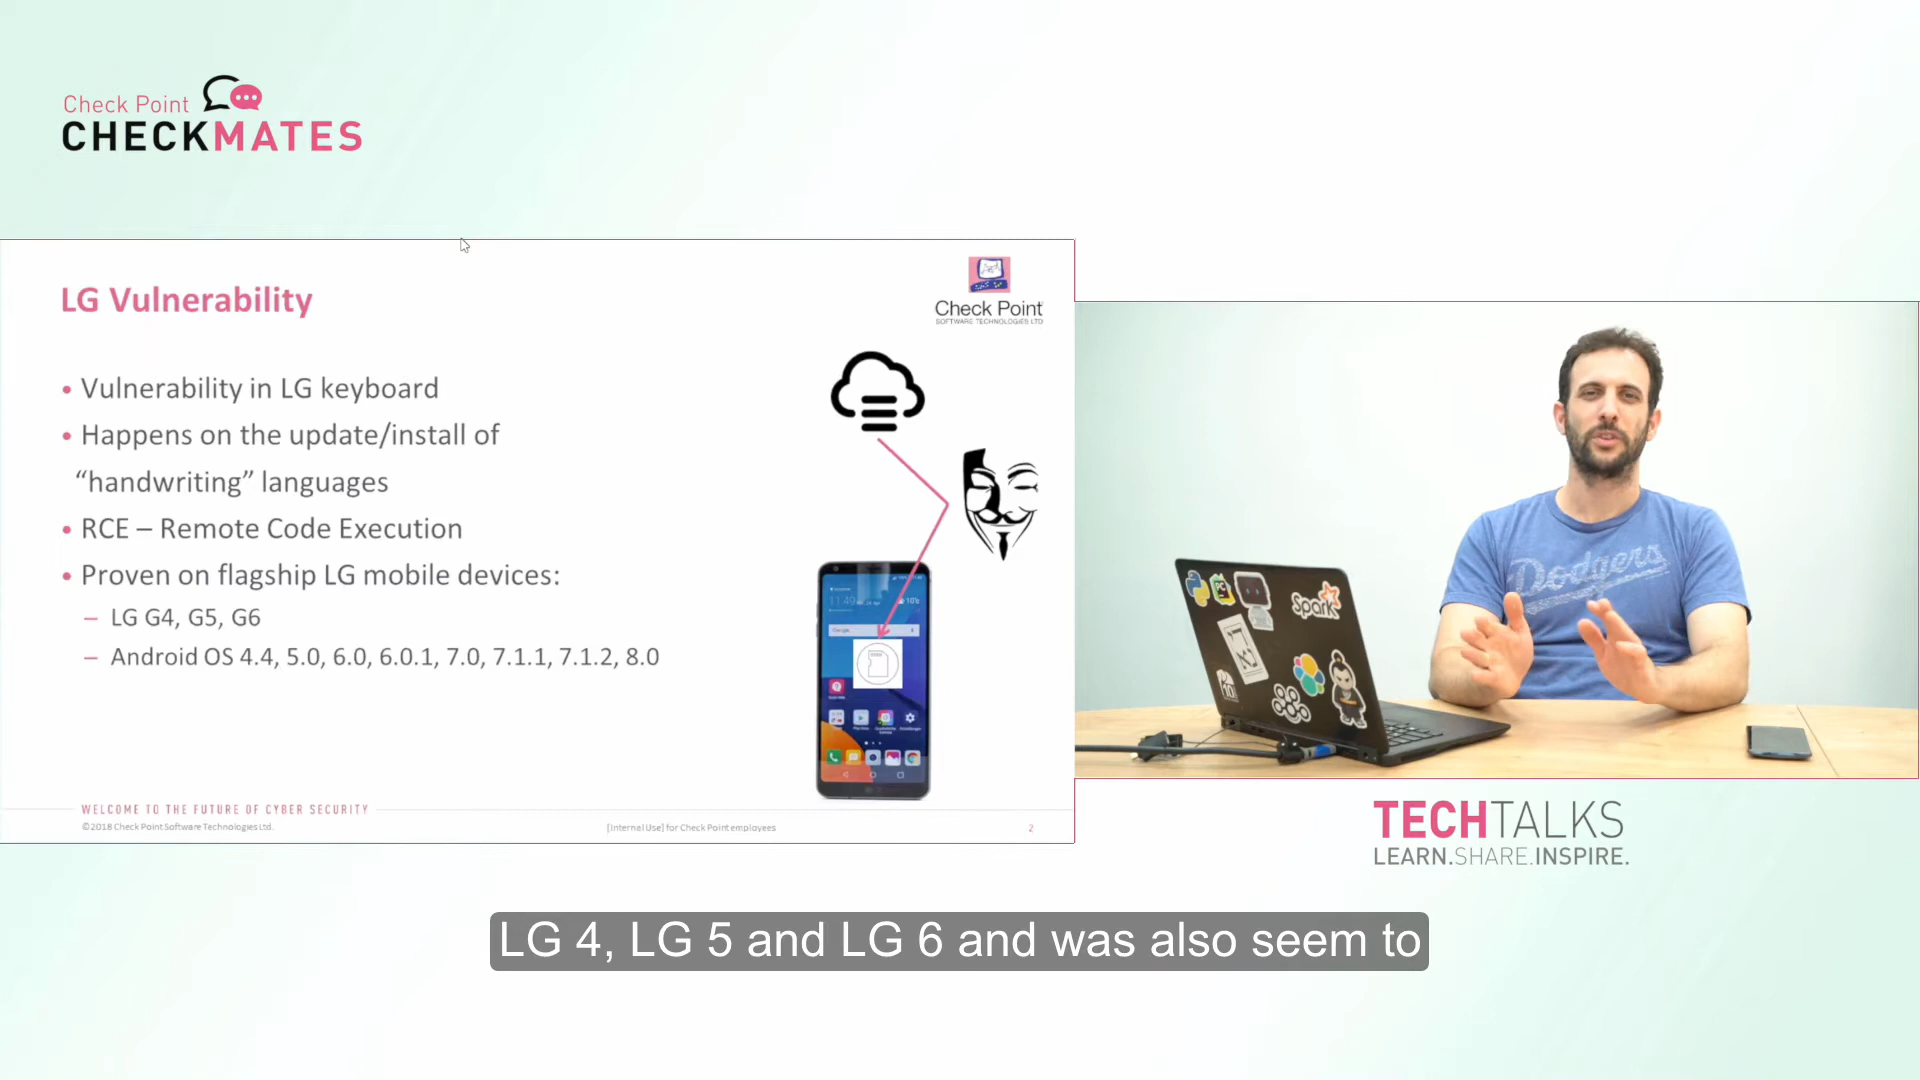 Check Point
CHECKMATES
LG Vulnerability
Check Point
SOFTWARE TECHNOLOGIES LTD
• Vulnerability in LG keyboard
• Happens on the update/install of
“handwriting” languages
• RCE – Remote Code Execution
• Proven on flagship LG mobile devices:
– LG G4, G5, G6
– Android OS 4.4, 5.0, 6.0, 6.0.1, 7.0, 7.1.1, 7.1.2, 8.0
Google
WELCOME TO THE FUTURE OF CYBER SECURITY
©2018 Check Point Software Technologies Ltd.
[Internal Use] for Check Point employees
2
Dodgers
PC
Spark
TECHTALKS
LEARN.SHARE.INSPIRE.
LG 4, LG 5 and LG 6 and was also seem to